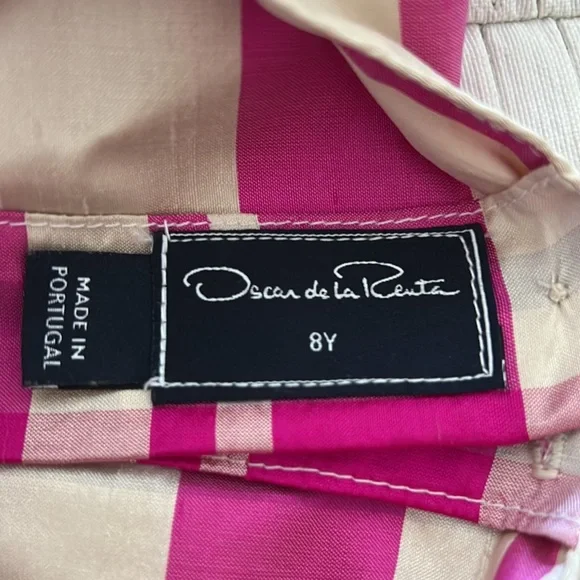 Oscar de la Renta
8Y
MADE IN
PORTUGAL